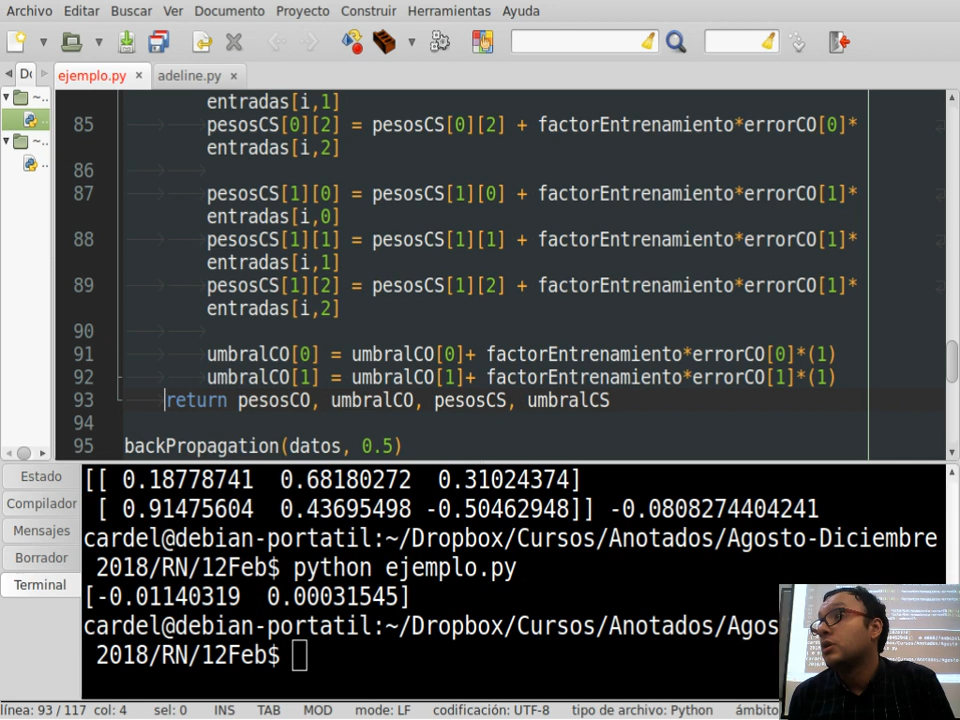 Archivo Editar Buscar Ver Documento Proyecto Construir Herramientas Ayuda
ejemplo.py × adeline.py ×
entradas[i,1]
85 pesosCS[0][2] = pesosCS[0][2] + factorEntrenamiento*errorCO[0]*
entradas[i,2]
86
87 pesosCS[1][0] = pesosCS[1][0] + factorEntrenamiento*errorCO[1]*
entradas[i,0]
88 pesosCS[1][1] = pesosCS[1][1] + factorEntrenamiento*errorCO[1]*
entradas[i,1]
89 pesosCS[1][2] = pesosCS[1][2] + factorEntrenamiento*errorCO[1]*
entradas[i,2]
90
91 umbralCO[0] = umbralCO[0]+ factorEntrenamiento*errorCO[0]*(1)
92 umbralCO[1] = umbralCO[1]+ factorEntrenamiento*errorCO[1]*(1)
93 return pesosCO, umbralCO, pesosCS, umbralCS
94
95 backPropagation(datos, 0.5)
Estado
Compilador
Mensajes
Borrador
Terminal
[[ 0.18778741 0.68180272 0.31024374]
[ 0.91475604 0.43695498 -0.50462948]] -0.0808274404241
cardel@debian-portatil:~/Dropbox/Cursos/Anotados/Agosto-Diciembre
2018/RN/12Feb$ python ejemplo.py
[-0.01140319 0.00031545]
cardel@debian-portatil:~/Dropbox/Cursos/Anotados/Agos
2018/RN/12Feb$
línea: 93 / 117 col: 4 sel: 0 INS TAB MOD mode: LF codificación: UTF-8 tipo de archivo: Python ámbito